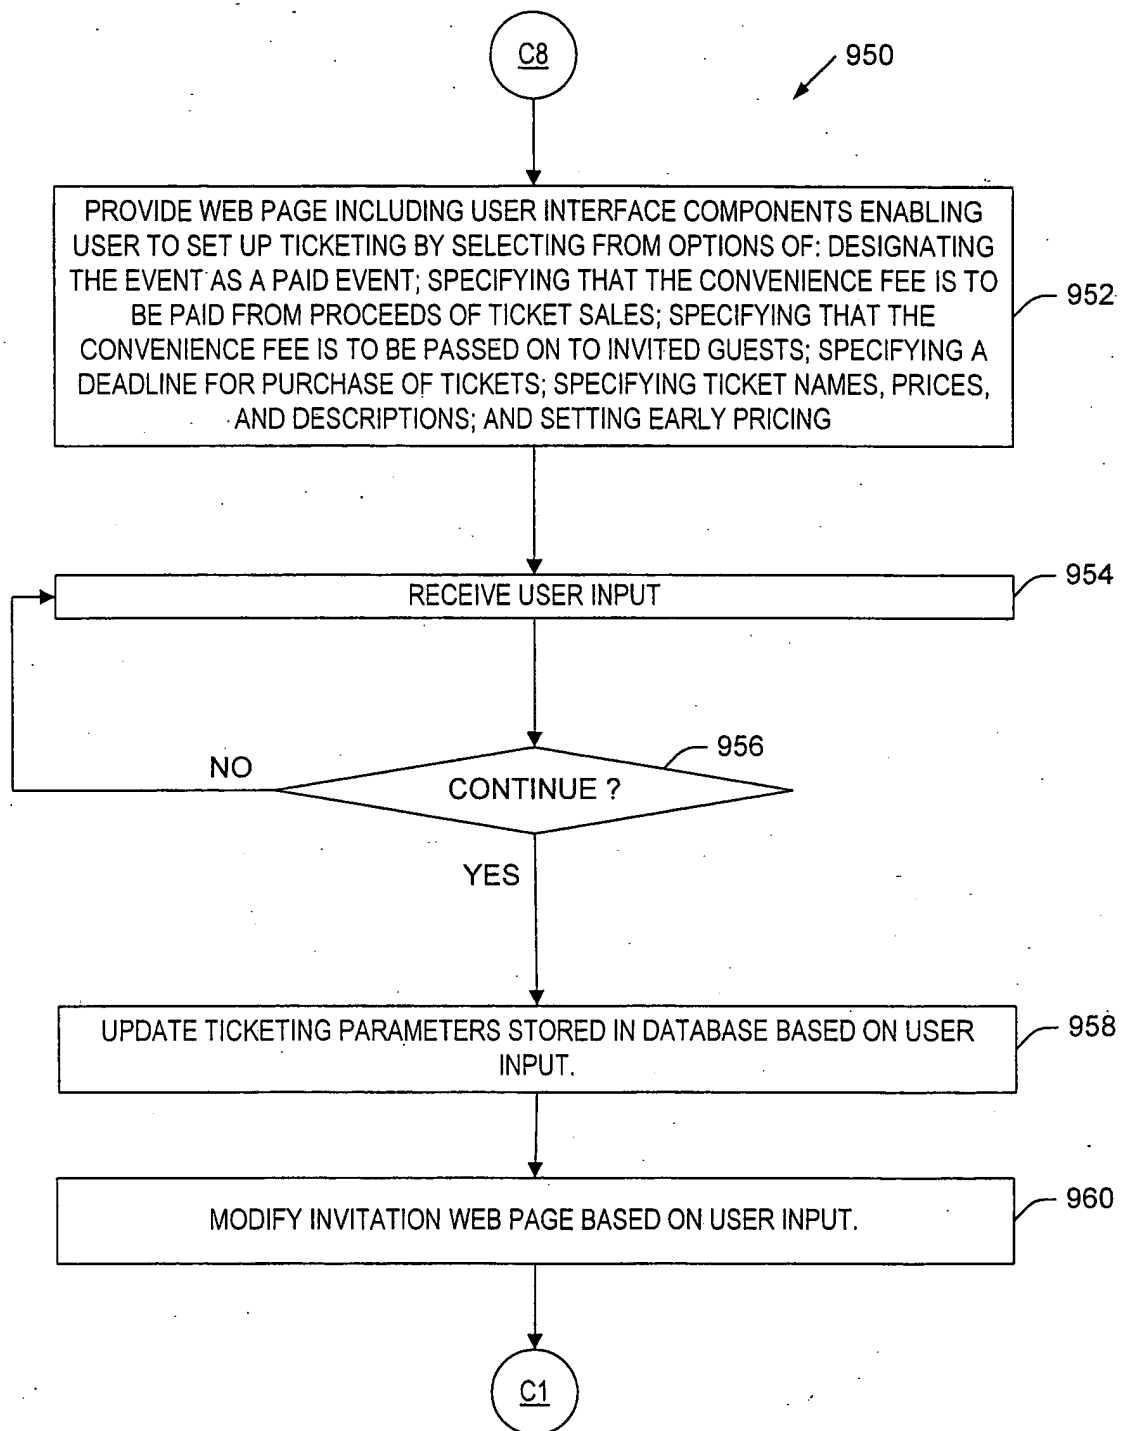 C8
950
PROVIDE WEB PAGE INCLUDING USER INTERFACE COMPONENTS ENABLING
USER TO SET UP TICKETING BY SELECTING FROM OPTIONS OF: DESIGNATING
THE EVENT AS A PAID EVENT; SPECIFYING THAT THE CONVENIENCE FEE IS TO
BE PAID FROM PROCEEDS OF TICKET SALES; SPECIFYING THAT THE
CONVENIENCE FEE IS TO BE PASSED ON TO INVITED GUESTS; SPECIFYING A
DEADLINE FOR PURCHASE OF TICKETS; SPECIFYING TICKET NAMES, PRICES,
AND DESCRIPTIONS; AND SETTING EARLY PRICING
952
RECEIVE USER INPUT
954
956
NO
CONTINUE ?
YES
UPDATE TICKETING PARAMETERS STORED IN DATABASE BASED ON USER
INPUT.
958
MODIFY INVITATION WEB PAGE BASED ON USER INPUT.
960
C1